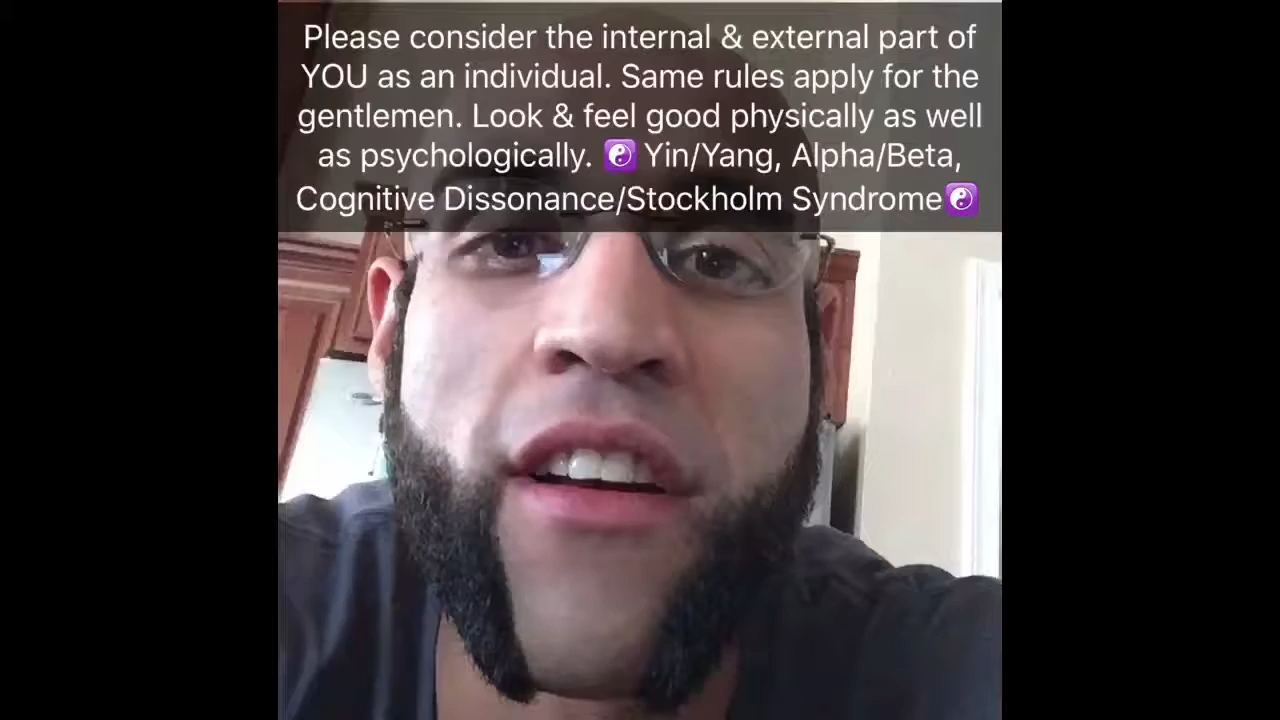 Please consider the internal & external part of
YOU as an individual. Same rules apply for the
gentlemen. Look & feel good physically as well
as psychologically. ☯️ Yin/Yang, Alpha/Beta,
Cognitive Dissonance/Stockholm Syndrome☯️